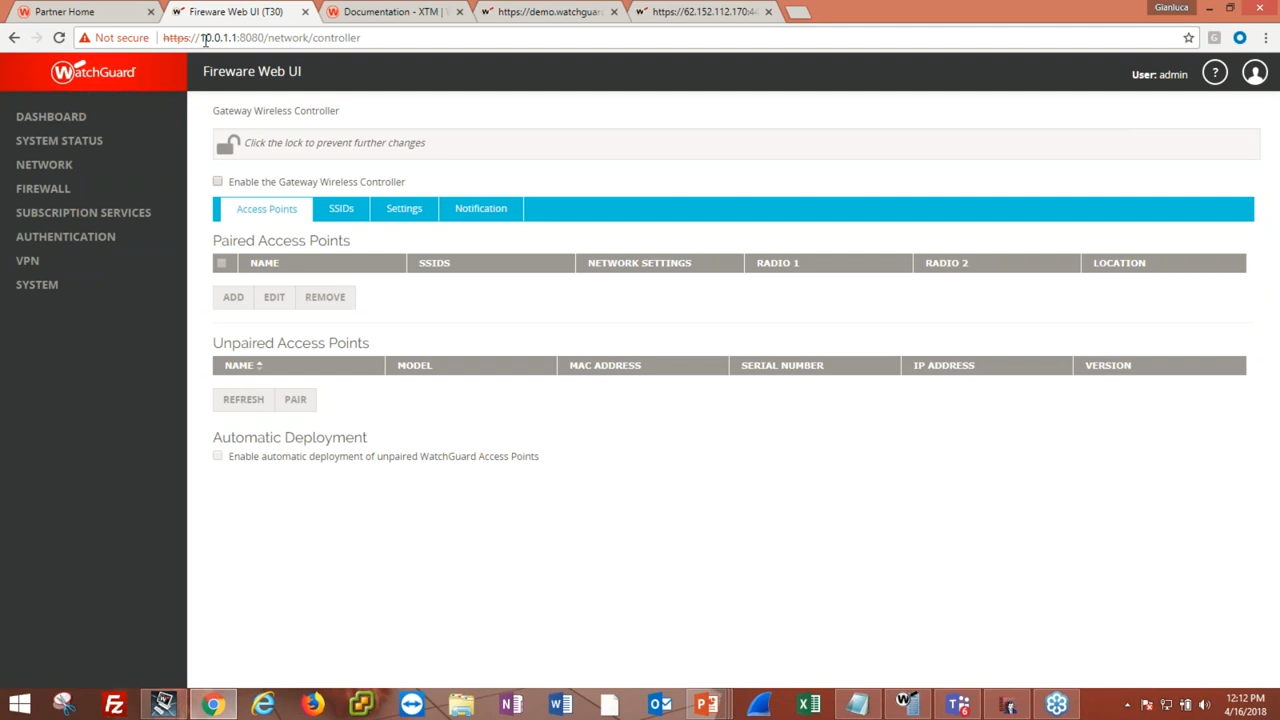 Partner Home
Fireware Web UI (T30)
Documentation - XTM |
https://demo.watchguar
https://62.152.112.170:4
Gianluca
Not secure
https://10.0.1.1:8080/network/controller
WatchGuard
Fireware Web UI
User: admin
?
DASHBOARD
SYSTEM STATUS
NETWORK
FIREWALL
SUBSCRIPTION SERVICES
AUTHENTICATION
VPN
SYSTEM
Gateway Wireless Controller
Click the lock to prevent further changes
Enable the Gateway Wireless Controller
Access Points
SSIDs
Settings
Notification
Paired Access Points
NAME
SSIDS
NETWORK SETTINGS
RADIO 1
RADIO 2
LOCATION
ADD
EDIT
REMOVE
Unpaired Access Points
NAME
MODEL
MAC ADDRESS
SERIAL NUMBER
IP ADDRESS
VERSION
REFRESH
PAIR
Automatic Deployment
Enable automatic deployment of unpaired WatchGuard Access Points
12:12 PM
4/16/2018